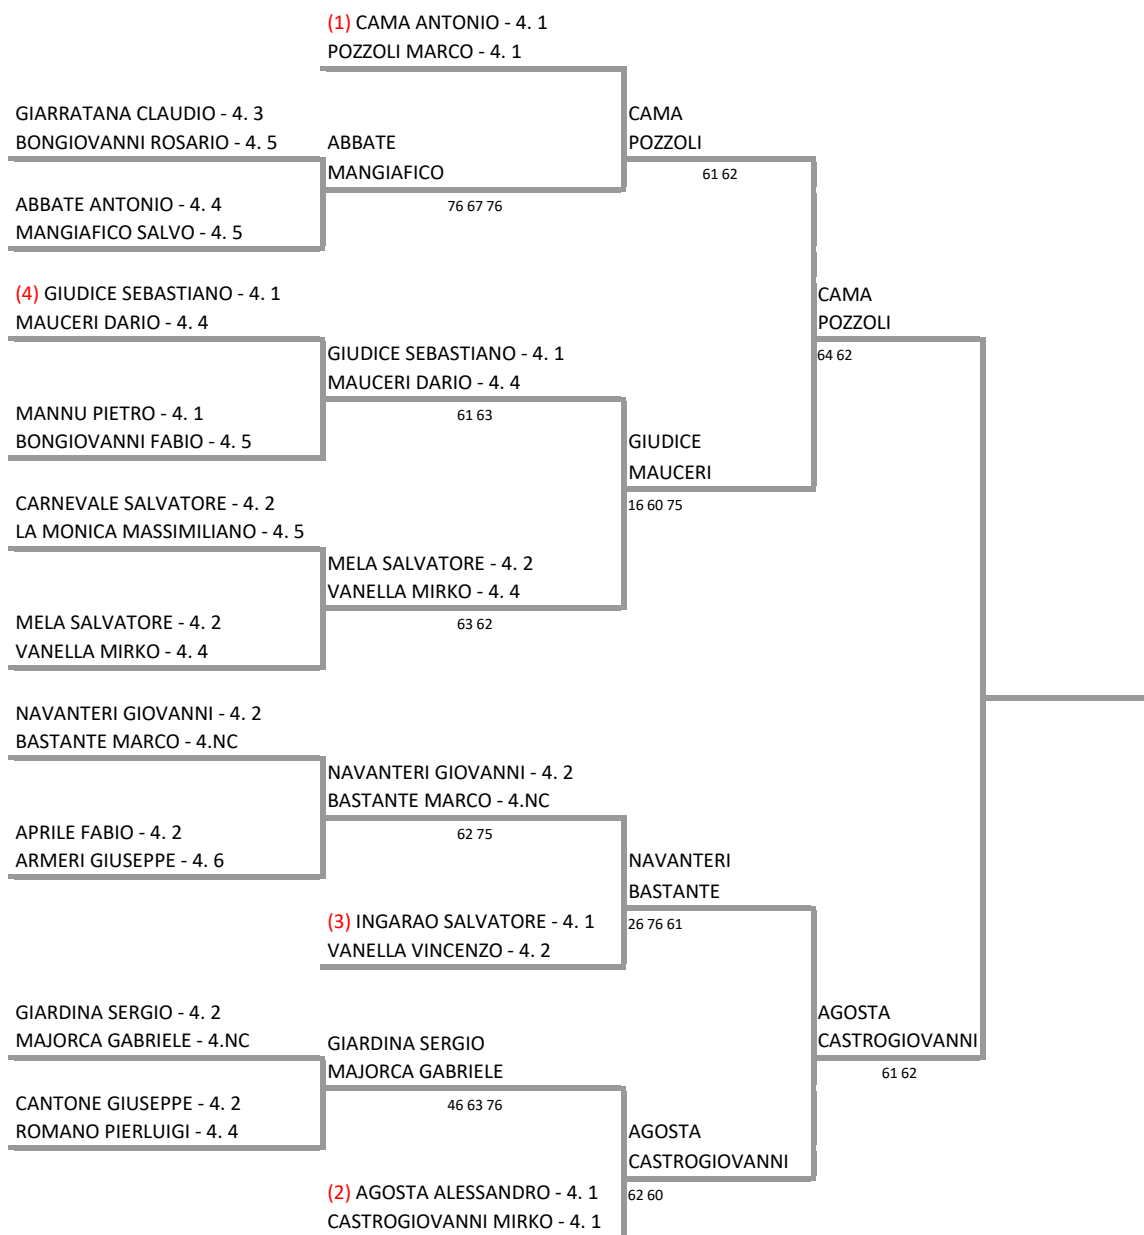 (1) CAMA ANTONIO - 4. 1
POZZOLI MARCO - 4. 1
GIARRATANA CLAUDIO - 4. 3
BONGIOVANNI ROSARIO - 4. 5
ABBATE
MANGIAFICO
76 67 76
CAMA
POZZOLI
61 62
ABBATE ANTONIO - 4. 4
MANGIAFICO SALVO - 4. 5
(4) GIUDICE SEBASTIANO - 4. 1
MAUCERI DARIO - 4. 4
CAMA
POZZOLI
64 62
GIUDICE SEBASTIANO - 4. 1
MAUCERI DARIO - 4. 4
61 63
MANNU PIETRO - 4. 1
BONGIOVANNI FABIO - 4. 5
GIUDICE
MAUCERI
16 60 75
CARNEVALE SALVATORE - 4. 2
LA MONICA MASSIMILIANO - 4. 5
MELA SALVATORE - 4. 2
VANELLA MIRKO - 4. 4
63 62
MELA SALVATORE - 4. 2
VANELLA MIRKO - 4. 4
NAVANTERI GIOVANNI - 4. 2
BASTANTE MARCO - 4.NC
NAVANTERI GIOVANNI - 4. 2
BASTANTE MARCO - 4.NC
62 75
APRILE FABIO - 4. 2
ARMERI GIUSEPPE - 4. 6
NAVANTERI
BASTANTE
26 76 61
(3) INGARAO SALVATORE - 4. 1
VANELLA VINCENZO - 4. 2
GIARDINA SERGIO - 4. 2
MAJORCA GABRIELE - 4.NC
AGOSTA
CASTROGIOVANNI
61 62
GIARDINA SERGIO
MAJORCA GABRIELE
46 63 76
CANTONE GIUSEPPE - 4. 2
ROMANO PIERLUIGI - 4. 4
AGOSTA
CASTROGIOVANNI
62 60
(2) AGOSTA ALESSANDRO - 4. 1
CASTROGIOVANNI MIRKO - 4. 1